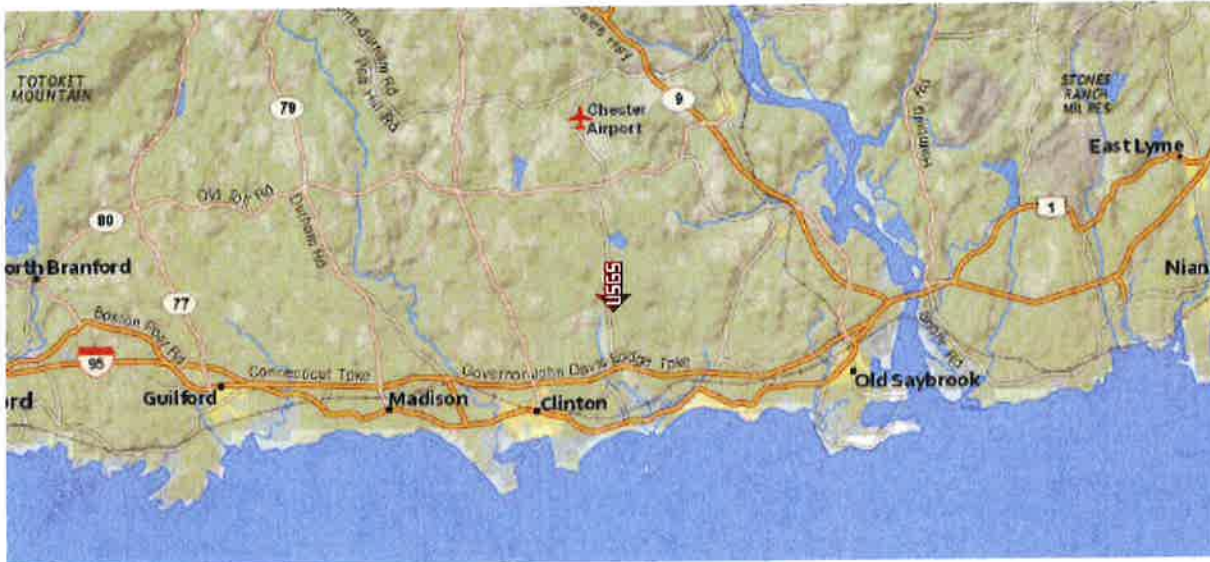 9
TOTOKET
MOUNTAIN
79
Chester
Airport
STONES
RANCH
MIL RES
East Lyme
Old Toll Rd
80
Durham Rd
1
orth Branford
77
USGS
Nian
Boston Post Rd
95
Connecticut Tpke
Governor John Davis Lodge Tpke
Guilford
Madison
Clinton
Old Saybrook
ord